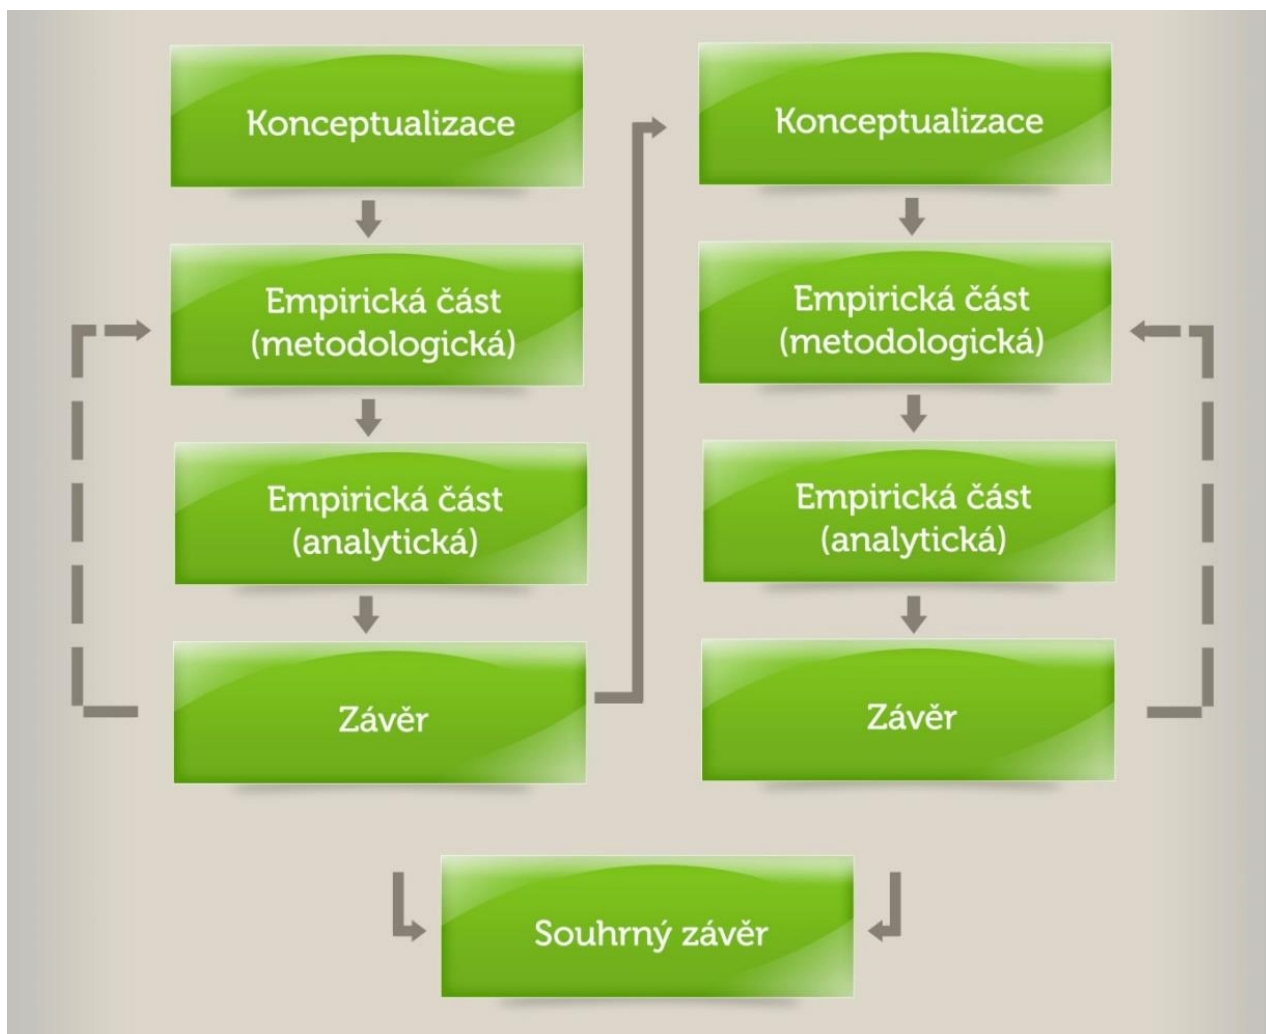 Konceptualizace
Empirická část
(metodologická)
Empirická část
(analytická)
Závěr
Konceptualizace
Empirická část
(metodologická)
Empirická část
(analytická)
Závěr
Souhrný závěr